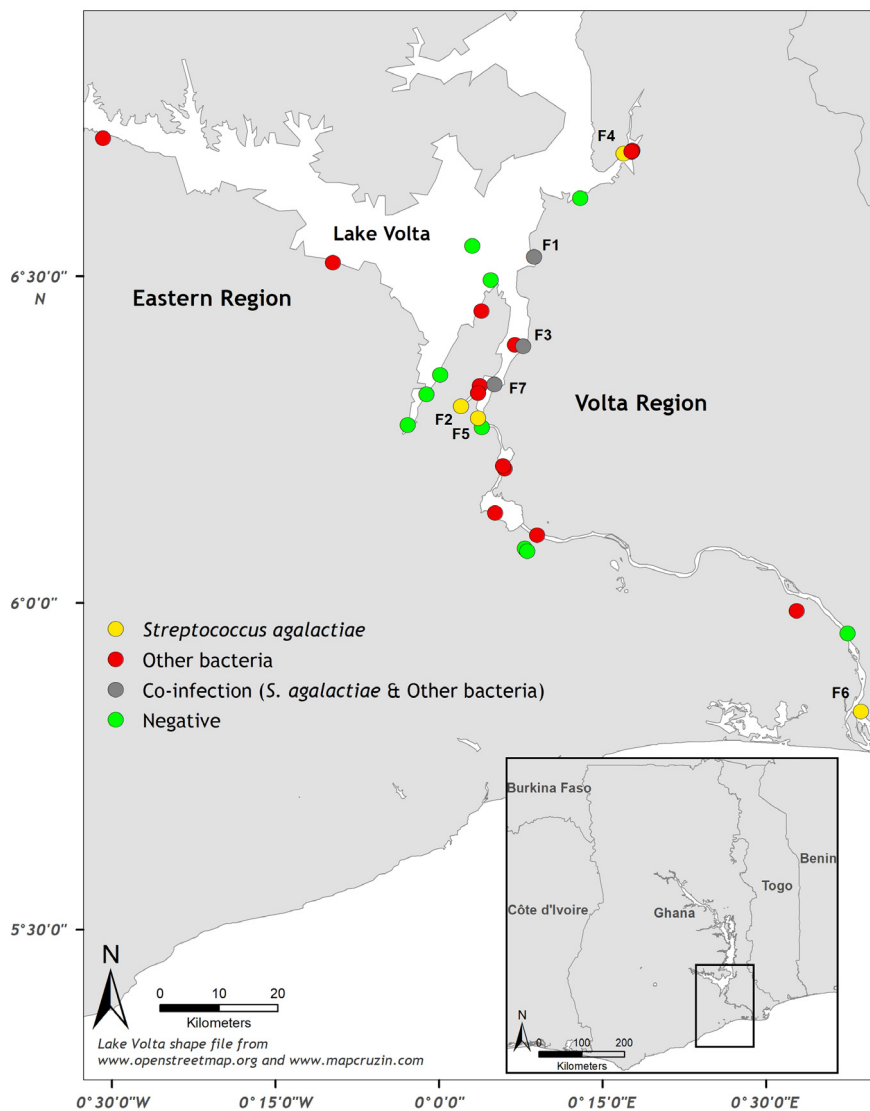 F4
Lake Volta
F1
6°30'0"
N
Eastern Region
F3
F7
Volta Region
F2
F5
6°0'0"
Streptococcus agalactiae
Other bacteria
Co-infection (S. agalactiae & Other bacteria)
Negative
F6
Burkina Faso
Benin
Togo
Côte d'Ivoire
Ghana
5°30'0"
N
0 10 20
Kilometers
Lake Volta shape file from
www.openstreetmap.org and www.mapcruzin.com
N
0 100 200
Kilometers
0°30'0"W 0°15'0"W 0°0'0" 0°15'0"E 0°30'0"E